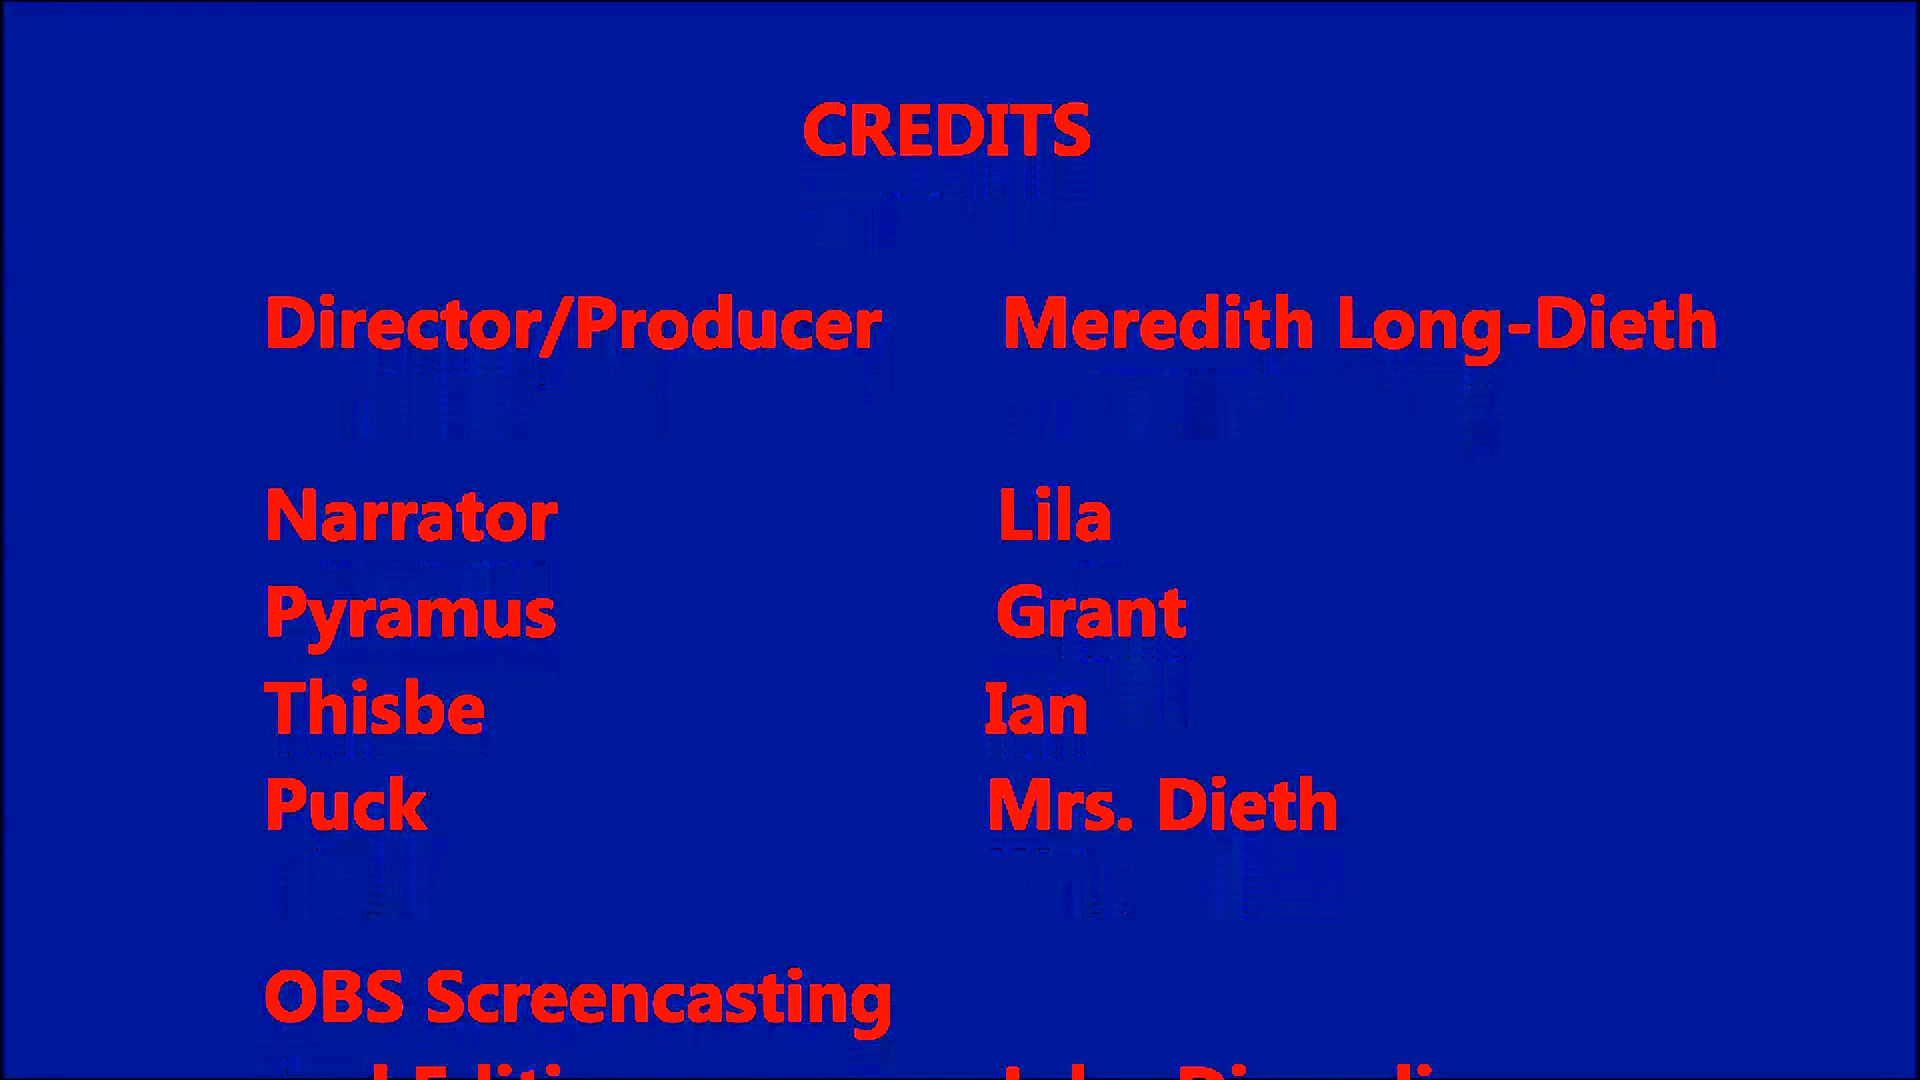 CREDITS
Director/Producer Meredith Long-Dieth
Narrator Lila
Pyramus Grant
Thisbe Ian
Puck Mrs. Dieth
OBS Screencasting